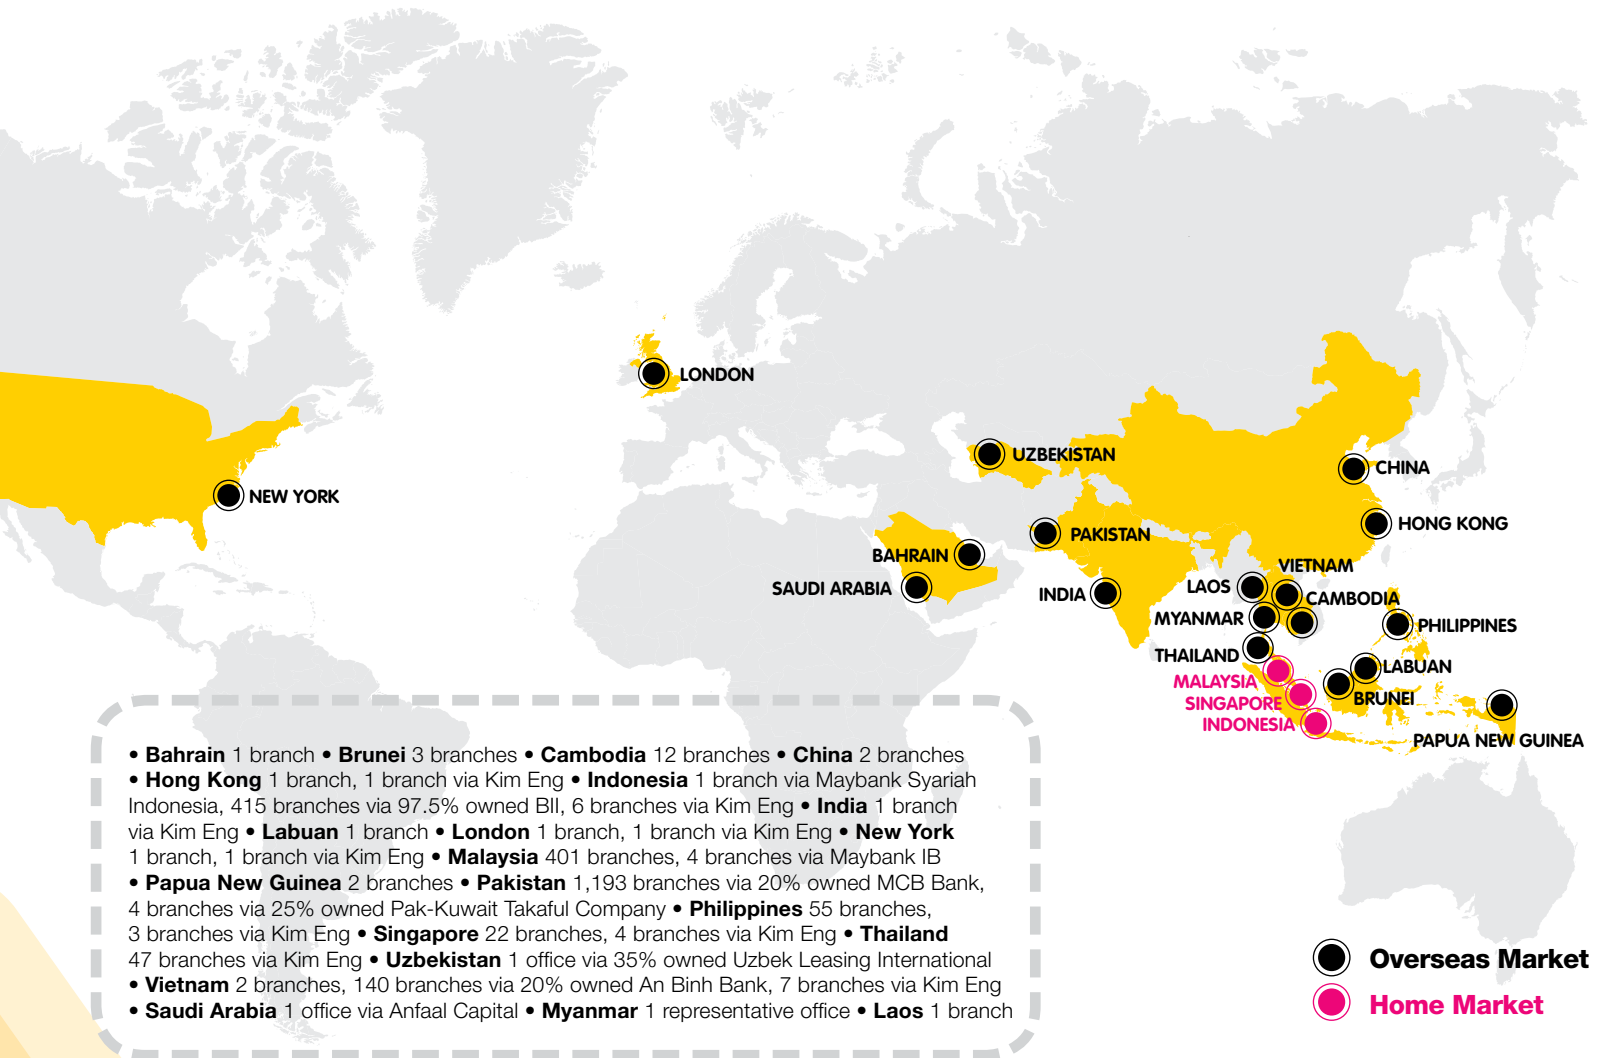 LONDON
UZBEKISTAN
CHINA
NEW YORK
HONG KONG
PAKISTAN
BAHRAIN
VIETNAM
SAUDI ARABIA
INDIA
LAOS
CAMBODIA
MYANMAR
PHILIPPINES
THAILAND
LABUAN
MALAYSIA
BRUNEI
SINGAPORE
INDONESIA
PAPUA NEW GUINEA
• Bahrain 1 branch • Brunei 3 branches • Cambodia 12 branches • China 2 branches
• Hong Kong 1 branch, 1 branch via Kim Eng • Indonesia 1 branch via Maybank Syariah
Indonesia, 415 branches via 97.5% owned BII, 6 branches via Kim Eng • India 1 branch
via Kim Eng • Labuan 1 branch • London 1 branch, 1 branch via Kim Eng • New York
1 branch, 1 branch via Kim Eng • Malaysia 401 branches, 4 branches via Maybank IB
• Papua New Guinea 2 branches • Pakistan 1,193 branches via 20% owned MCB Bank,
4 branches via 25% owned Pak-Kuwait Takaful Company • Philippines 55 branches,
3 branches via Kim Eng • Singapore 22 branches, 4 branches via Kim Eng • Thailand
47 branches via Kim Eng • Uzbekistan 1 office via 35% owned Uzbek Leasing International
• Vietnam 2 branches, 140 branches via 20% owned An Binh Bank, 7 branches via Kim Eng
• Saudi Arabia 1 office via Anfaal Capital • Myanmar 1 representative office • Laos 1 branch
Overseas Market
Home Market